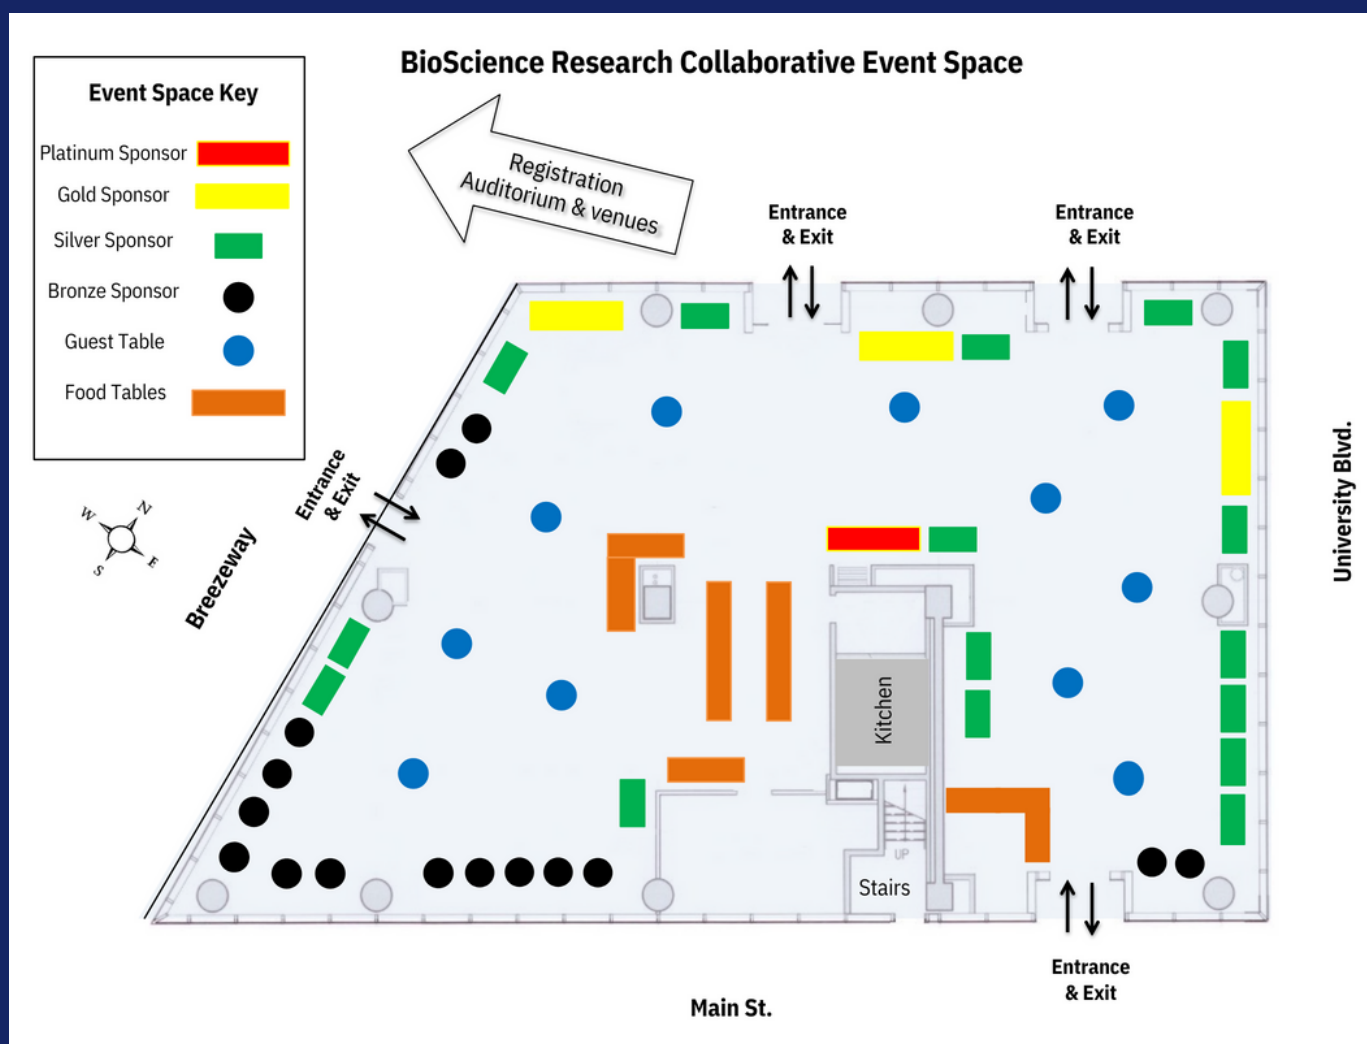 BioScience Research Collaborative Event Space
Event Space Key
Platinum Sponsor
Gold Sponsor
Silver Sponsor
Bronze Sponsor
Guest Table
Food Tables
Registration
Auditorium & venues
Entrance
& Exit
Entrance
& Exit
Entrance
& Exit
N
W
E
S
Breezeway
University Blvd.
Kitchen
UP
Stairs
Entrance
& Exit
Main St.